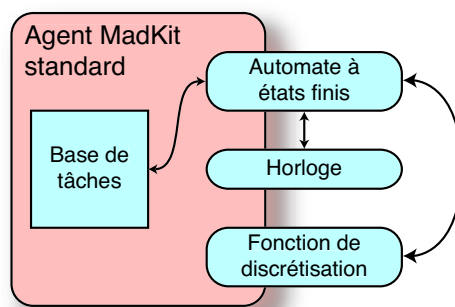 Agent MadKit
standard
Automate à
états finis
Base de
tâches
Horloge
Fonction de
discrétisation